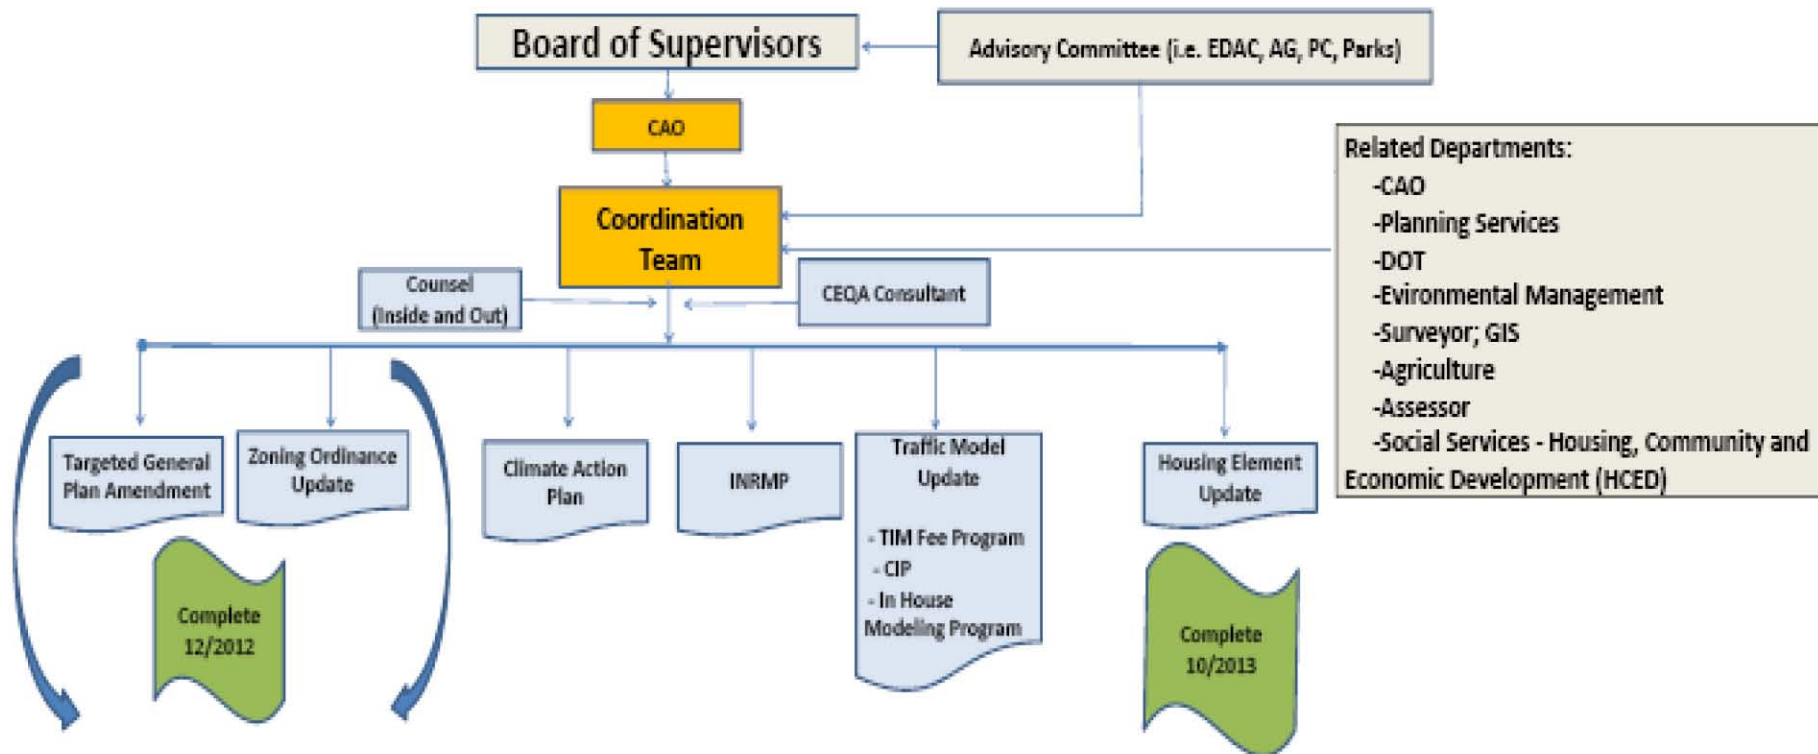 Board of Supervisors
Advisory Committee (i.e. EDAC, AG, PC, Parks)
CAO
Coordination
Team
Related Departments:
-CAO
-Planning Services
-DOT
-Evironmental Management
-Surveyor; GIS
-Agriculture
-Assessor
-Social Services - Housing, Community and
Economic Development (HCED)
Counsel
(Inside and Out)
CEQA Consultant
Targeted General
Plan Amendment
Zoning Ordinance
Update
Climate Action
Plan
INRMP
Traffic Model
Update
- TIM Fee Program
- CIP
- In House
Modeling Program
Housing Element
Update
Complete
12/2012
Complete
10/2013